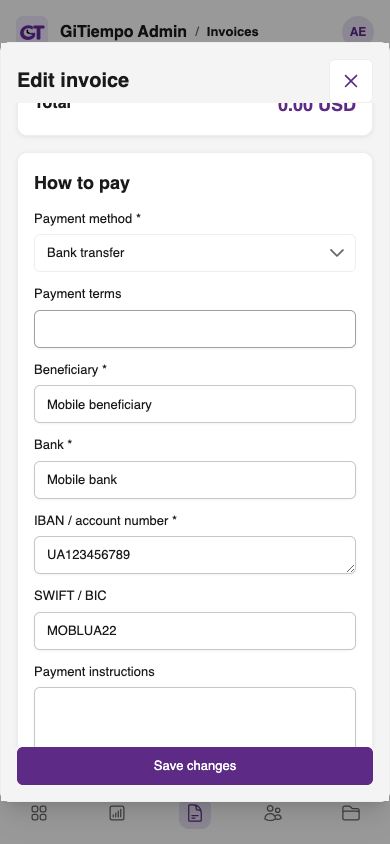 GT GiTiempo Admin / Invoices AE
Edit invoice
Total 0.00 USD
How to pay
Payment method *
Bank transfer
Payment terms
Beneficiary *
Mobile beneficiary
Bank *
Mobile bank
IBAN / account number *
UA123456789
SWIFT / BIC
MOBLUA22
Payment instructions
Save changes